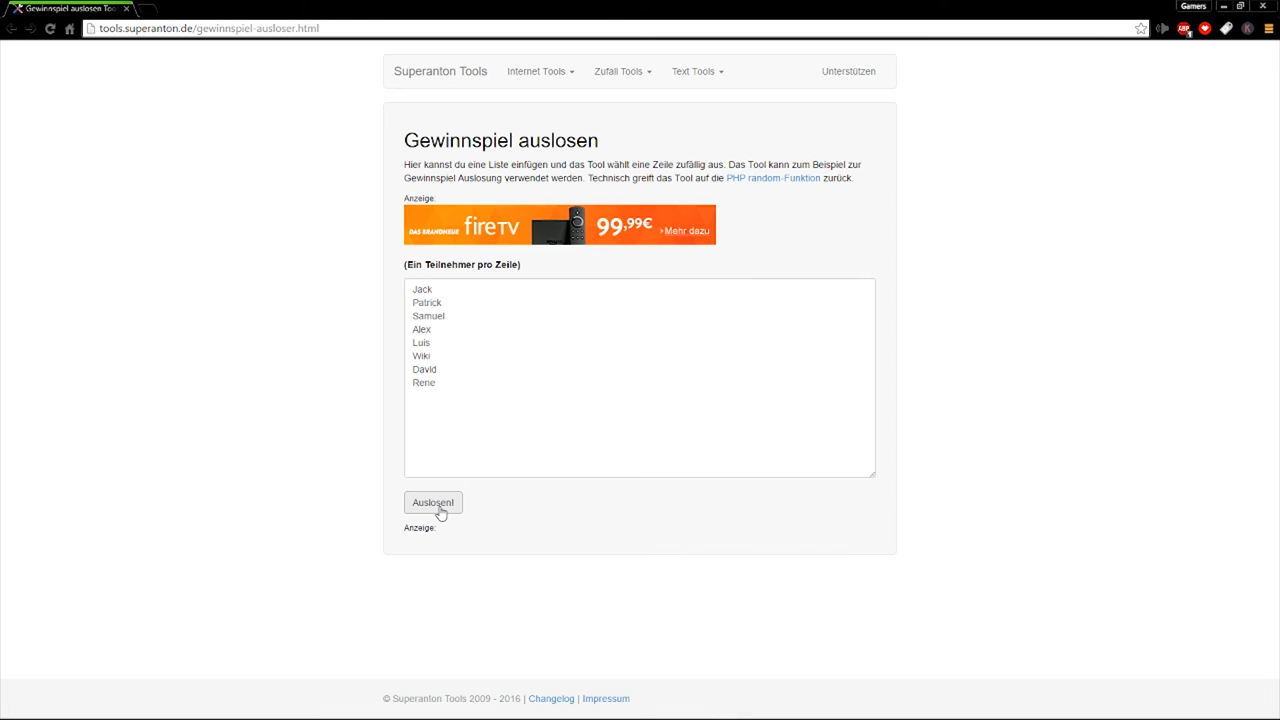 Gewinnspiel auslosen Too
Gamers
tools.superanton.de/gewinnspiel-ausloser.html
Superanton Tools Internet Tools Zufall Tools Text Tools Unterstützen
Gewinnspiel auslosen
Hier kannst du eine Liste einfügen und das Tool wählt eine Zeile zufällig aus. Das Tool kann zum Beispiel zur
Gewinnspiel Auslosung verwendet werden. Technisch greift das Tool auf die PHP random-Funktion zurück.
Anzeige:
DAS BRANDNEUE fireTV 99,99€ ›Mehr dazu
(Ein Teilnehmer pro Zeile)
Jack
Patrick
Samuel
Alex
Luis
Wiki
David
Rene
Auslosen!
Anzeige:
© Superanton Tools 2009 - 2016 | Changelog | Impressum